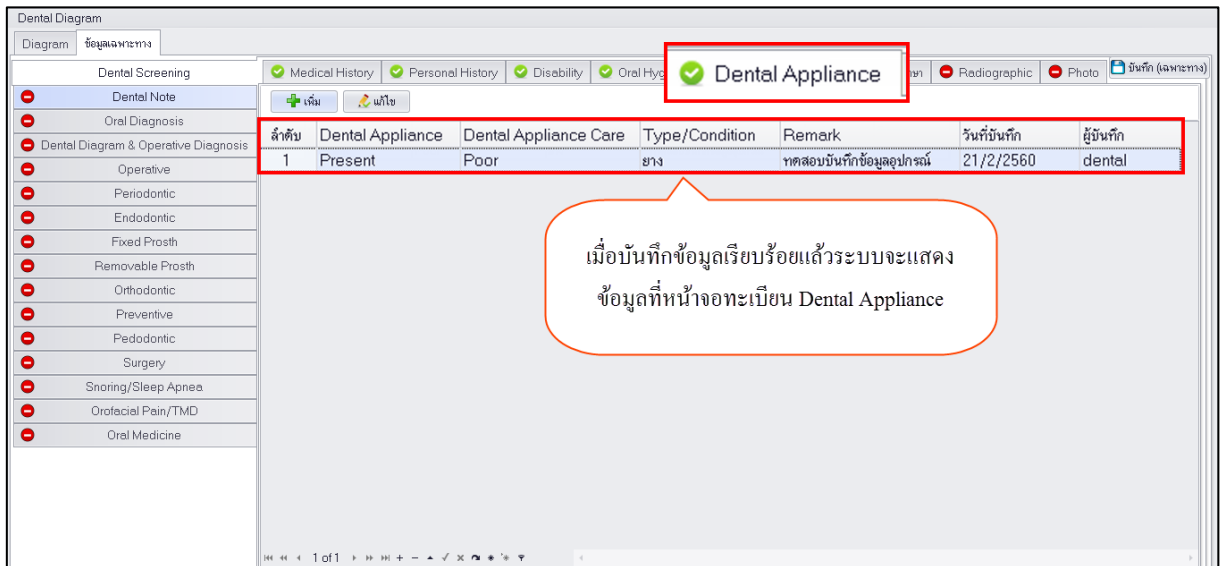 Dental Diagram
Diagram ข้อมูลเฉพาะทาง
Dental Screening
Dental Note
Oral Diagnosis
Dental Diagram & Operative Diagnosis
Operative
Periodontic
Endodontic
Fixed Prosth
Removable Prosth
Orthodontic
Preventive
Pedodontic
Surgery
Snoring/Sleep Apnea
Orofacial Pain/TMD
Oral Medicine
Medical History Personal History Disability Oral Hyg Dental Appliance Radiographic Photo บันทึก (เฉพาะทาง)
เพิ่ม แก้ไข
ลำดับ Dental Appliance Dental Appliance Care Type/Condition Remark วันที่บันทึก ผู้บันทึก
1 Present Poor ยาง ทดสอบบันทึกข้อมูลอุปกรณ์ 21/2/2560 dental
เมื่อบันทึกข้อมูลเรียบร้อยแล้วระบบจะแสดง
ข้อมูลที่หน้าจอทะเบียน Dental Appliance
1 of 1